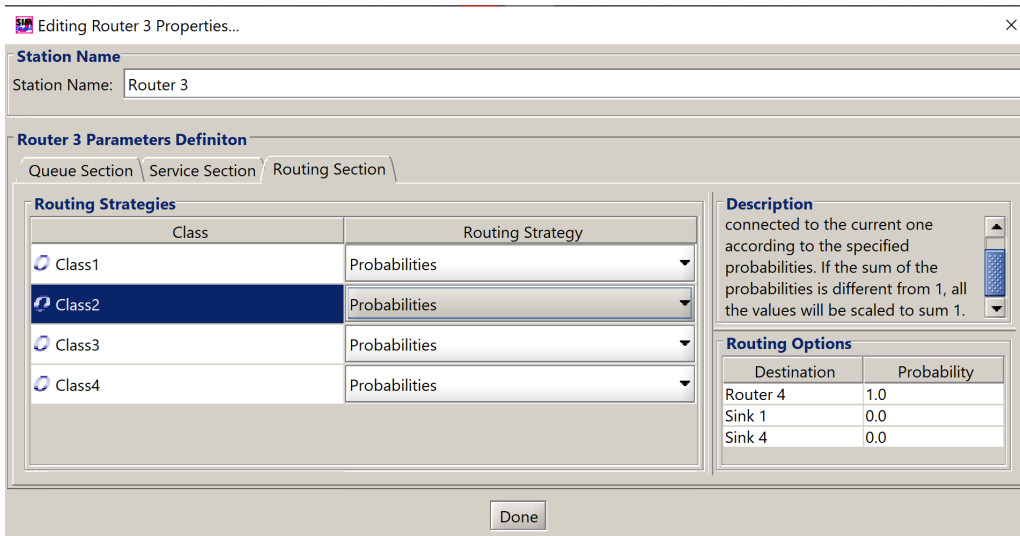 SIM
Editing Router 3 Properties...
Station Name
Station Name: Router 3
Router 3 Parameters Definiton
Queue Section Service Section Routing Section
Routing Strategies
Class Routing Strategy
Class1 Probabilities
Class2 Probabilities
Class3 Probabilities
Class4 Probabilities
Description
connected to the current one
according to the specified
probabilities. If the sum of the
probabilities is different from 1, all
the values will be scaled to sum 1.
Routing Options
Destination Probability
Router 4 1.0
Sink 1 0.0
Sink 4 0.0
Done